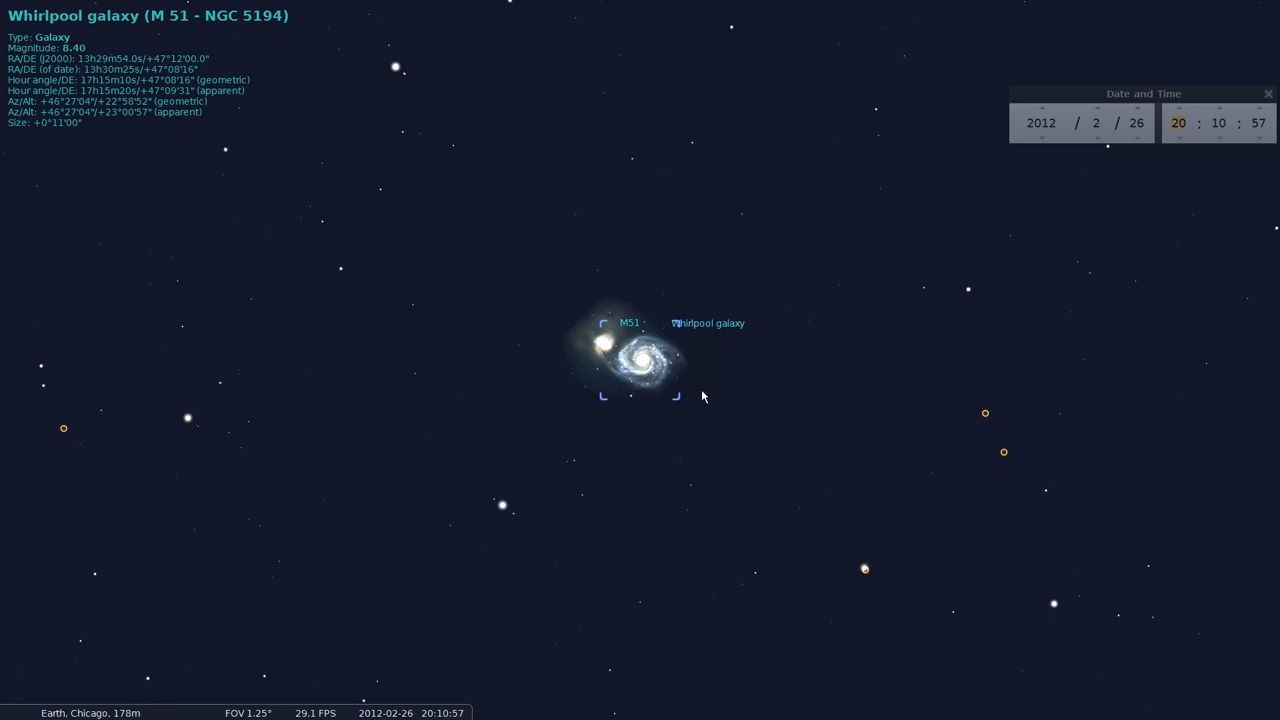 Whirlpool galaxy (M 51 - NGC 5194)
Type: Galaxy
Magnitude: 8.40
RA/DE (J2000): 13h29m54.0s/+47°12'00.0"
RA/DE (of date): 13h30m25s/+47°08'16"
Hour angle/DE: 17h15m10s/+47°08'16" (geometric)
Hour angle/DE: 17h15m20s/+47°09'31" (apparent)
Az/Alt: +46°27'04"/+22°58'52" (geometric)
Az/Alt: +46°27'04"/+23°00'57" (apparent)
Size: +0°11'00"
Date and Time
2012 / 2 / 26 20 : 10 : 57
M51 Whirlpool galaxy
Earth, Chicago, 178m FOV 1.25° 29.1 FPS 2012-02-26 20:10:57